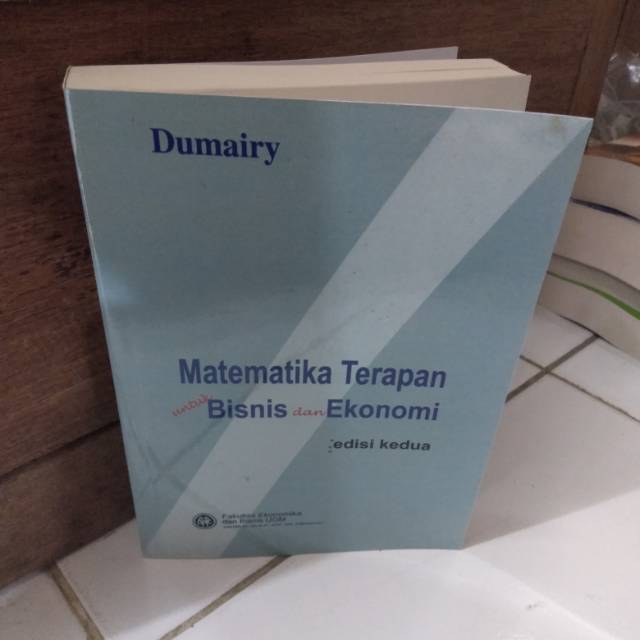 Dumairy
Matematika Terapan
untuk Bisnis dan Ekonomi
edisi kedua
Fakultas Ekonomika
dan Bisnis UGM